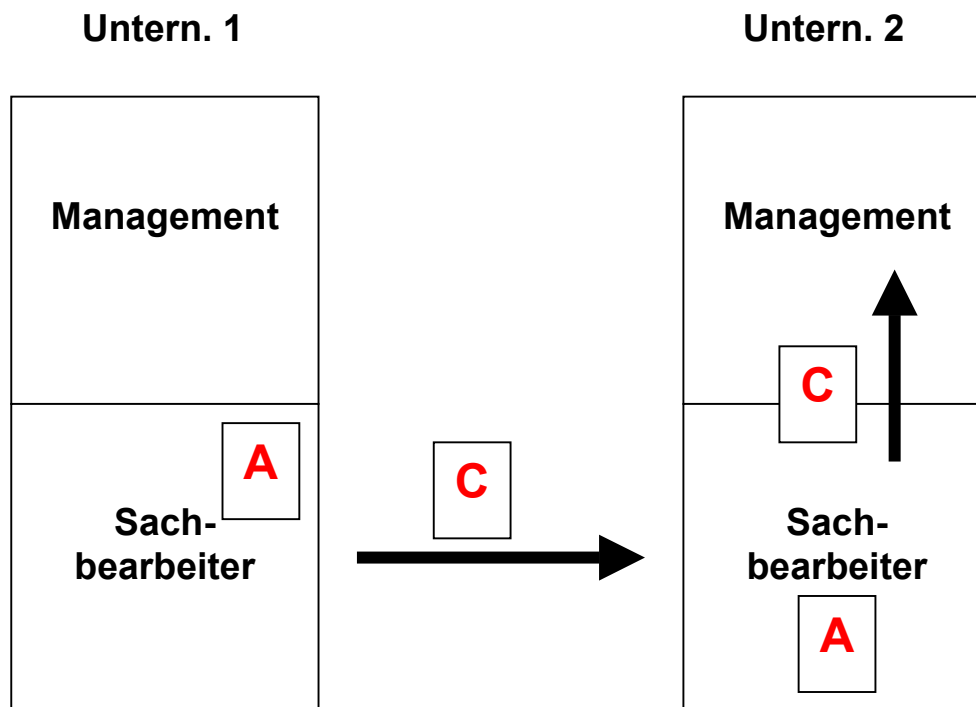 Untern. 1
Untern. 2
Management
Management
C
A
C
Sach-
bearbeiter
Sach-
bearbeiter
A